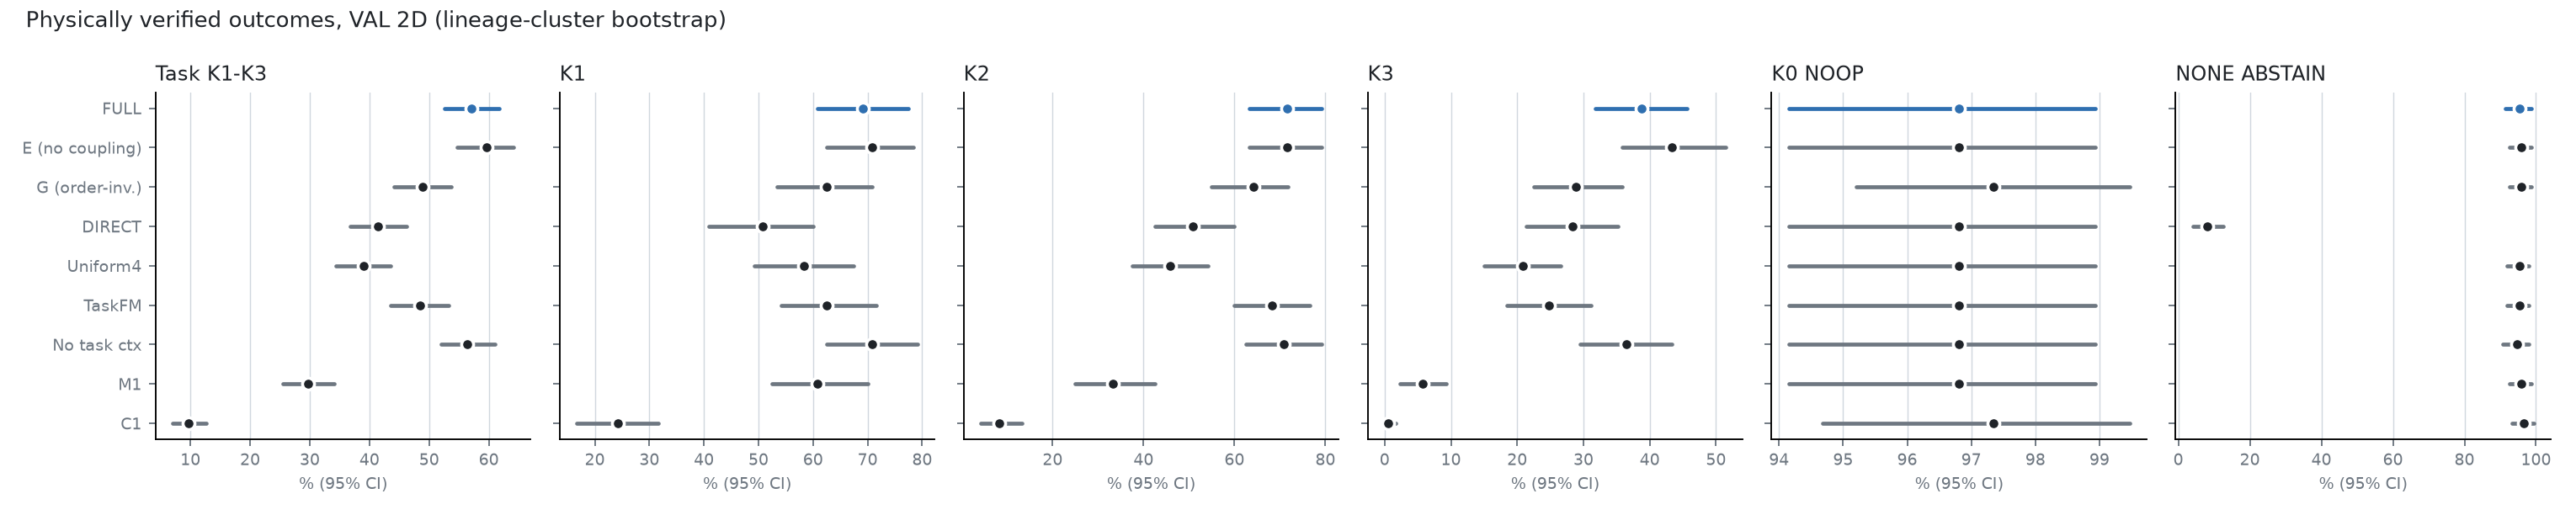 Physically verified outcomes, VAL 2D (lineage-cluster bootstrap)
Task K1-K3
K1
K2
K3
K0 NOOP
NONE ABSTAIN
FULL
E (no coupling)
G (order-inv.)
DIRECT
Uniform4
TaskFM
No task ctx
M1
C1
10 20 30 40 50 60
20 30 40 50 60 70 80
20 40 60 80
0 10 20 30 40 50
94 95 96 97 98 99
0 20 40 60 80 100
% (95% CI)
% (95% CI)
% (95% CI)
% (95% CI)
% (95% CI)
% (95% CI)